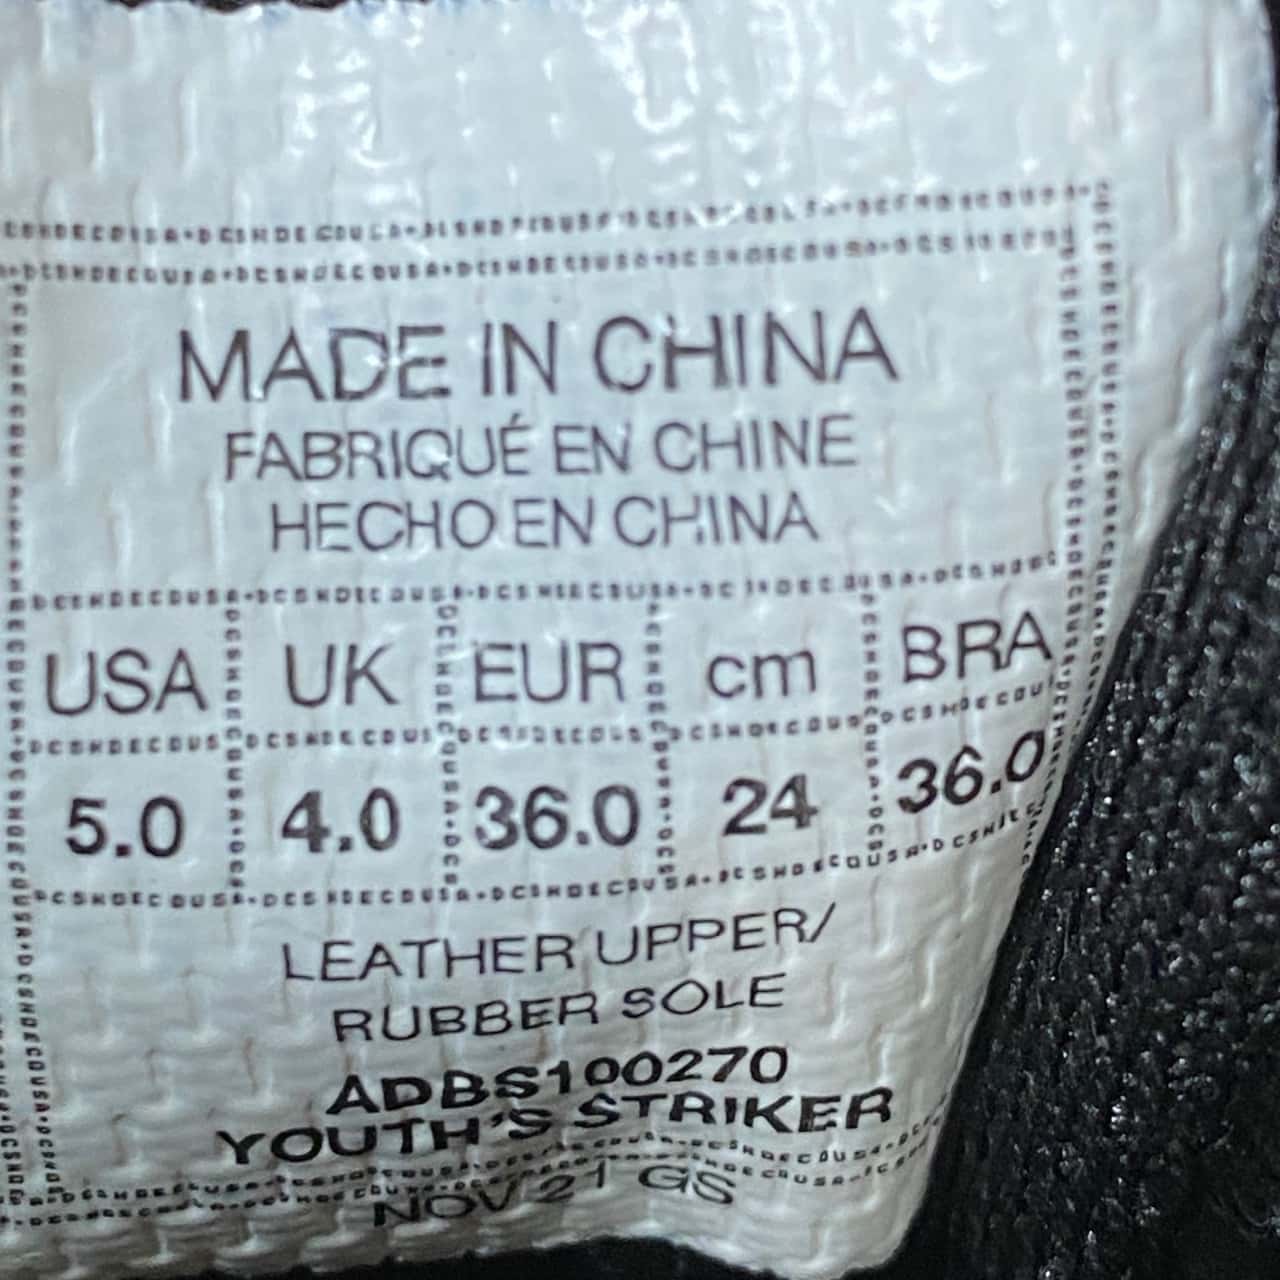 MADE IN CHINA
FABRIQUÉ EN CHINE
HECHO EN CHINA
USA UK EUR cm BRA
5.0 4.0 36.0 24 36.0
LEATHER UPPER/
RUBBER SOLE
ADBS100270
YOUTH'S STRIKER
NOV 21 GS